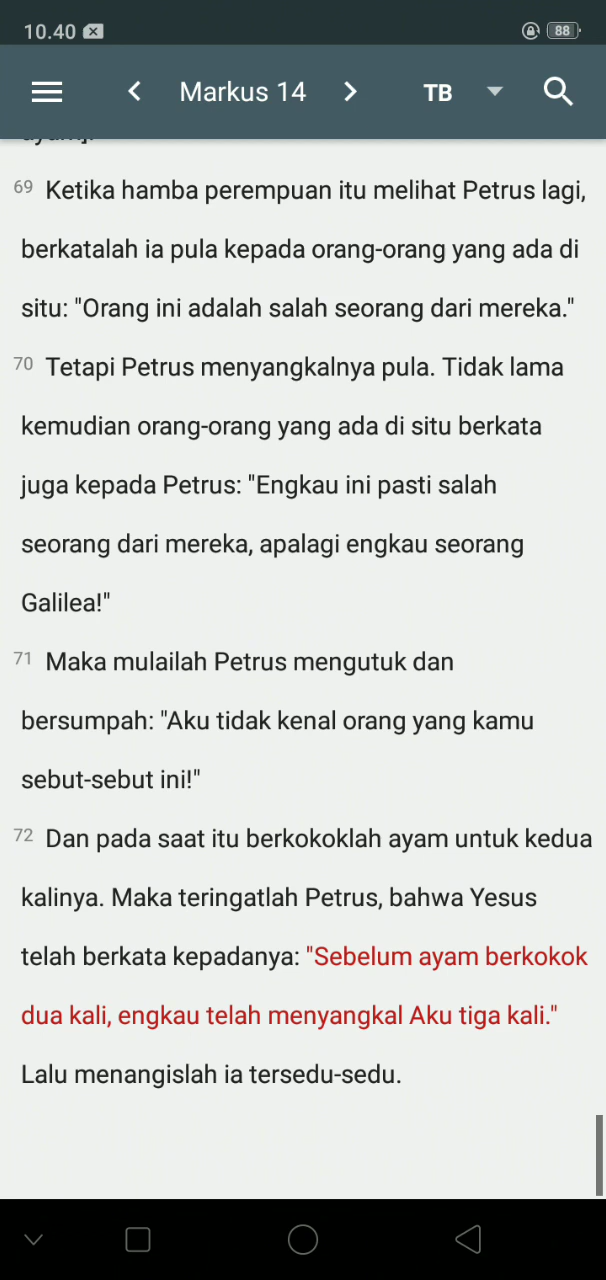 10.40
88
Markus 14
TB
69 Ketika hamba perempuan itu melihat Petrus lagi,
berkatalah ia pula kepada orang-orang yang ada di
situ: "Orang ini adalah salah seorang dari mereka."
70 Tetapi Petrus menyangkalnya pula. Tidak lama
kemudian orang-orang yang ada di situ berkata
juga kepada Petrus: "Engkau ini pasti salah
seorang dari mereka, apalagi engkau seorang
Galilea!"
71 Maka mulailah Petrus mengutuk dan
bersumpah: "Aku tidak kenal orang yang kamu
sebut-sebut ini!"
72 Dan pada saat itu berkokoklah ayam untuk kedua
kalinya. Maka teringatlah Petrus, bahwa Yesus
telah berkata kepadanya: "Sebelum ayam berkokok
dua kali, engkau telah menyangkal Aku tiga kali."
Lalu menangislah ia tersedu-sedu.